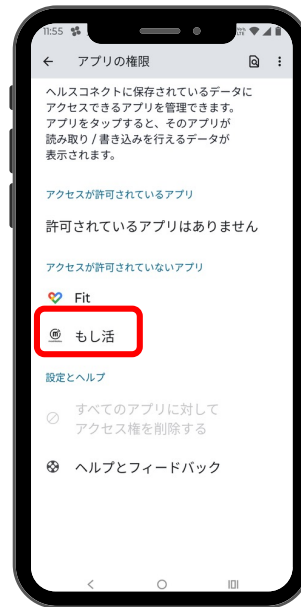 11:55
アプリの権限
ヘルスコネクトに保存されているデータに
アクセスできるアプリを管理できます。
アプリをタップすると、そのアプリが
読み取り / 書き込みを行えるデータが
表示されます。
アクセスが許可されているアプリ
許可されているアプリはありません
アクセスが許可されていないアプリ
Fit
もし活
設定とヘルプ
すべてのアプリに対して
アクセス権を削除する
ヘルプとフィードバック